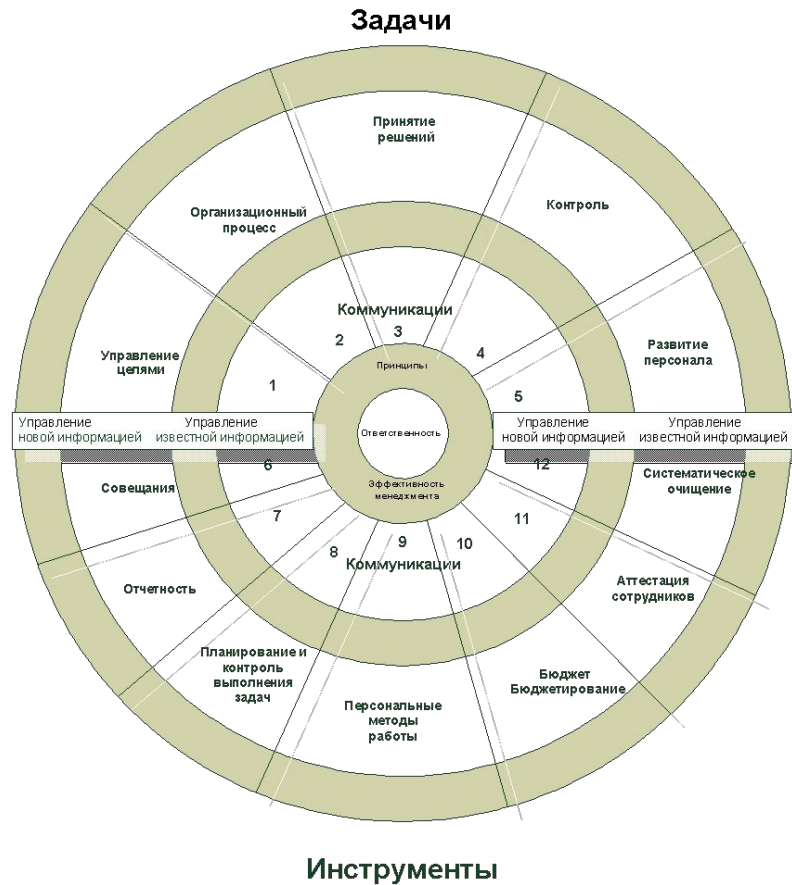 Задачи
Принятие
решений
Организационный
процесс
Контроль
Коммуникации
2
3
4
Управление
целями
Развитие
персонала
Принципы
1
5
Управление
новой информацией
Управление
известной информацией
Ответственность
Управление
новой информацией
Управление
известной информацией
6
12
Совещания
Систематическое
очищение
Эффективность
менеджмента
7
11
8
9
10
Коммуникации
Отчетность
Аттестация
сотрудников
Планирование и
контроль
выполнения
задач
Персональные
методы
работы
Бюджет
Бюджетирование
Инструменты